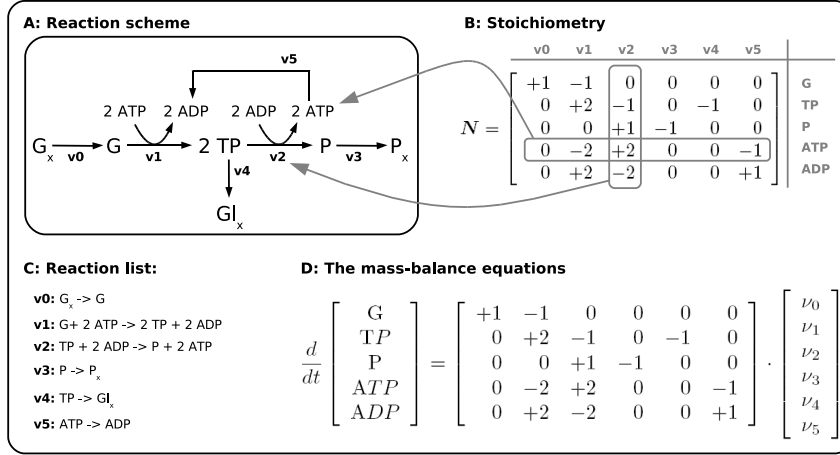 A: Reaction scheme
v5
2 ATP 2 ADP 2 ADP 2 ATP
Gₓ G 2 TP P Pₓ
v0 v1 v2 v3
v4
Glₓ
B: Stoichiometry
v0 v1 v2 v3 v4 v5
+1 −1 0 0 0 0 G
0 +2 −1 0 −1 0 TP
N = 0 0 +1 −1 0 0 P
0 −2 +2 0 0 −1 ATP
0 +2 −2 0 0 +1 ADP
C: Reaction list:
v0: Gₓ -> G
v1: G+ 2 ATP -> 2 TP + 2 ADP
v2: TP + 2 ADP -> P + 2 ATP
v3: P -> Pₓ
v4: TP -> Glₓ
v5: ATP -> ADP
D: The mass-balance equations
d/dt [G TP P ATP ADP] =
+1 −1 0 0 0 0
0 +2 −1 0 −1 0
0 0 +1 −1 0 0
0 −2 +2 0 0 −1
0 +2 −2 0 0 +1
·
ν₀
ν₁
ν₂
ν₃
ν₄
ν₅